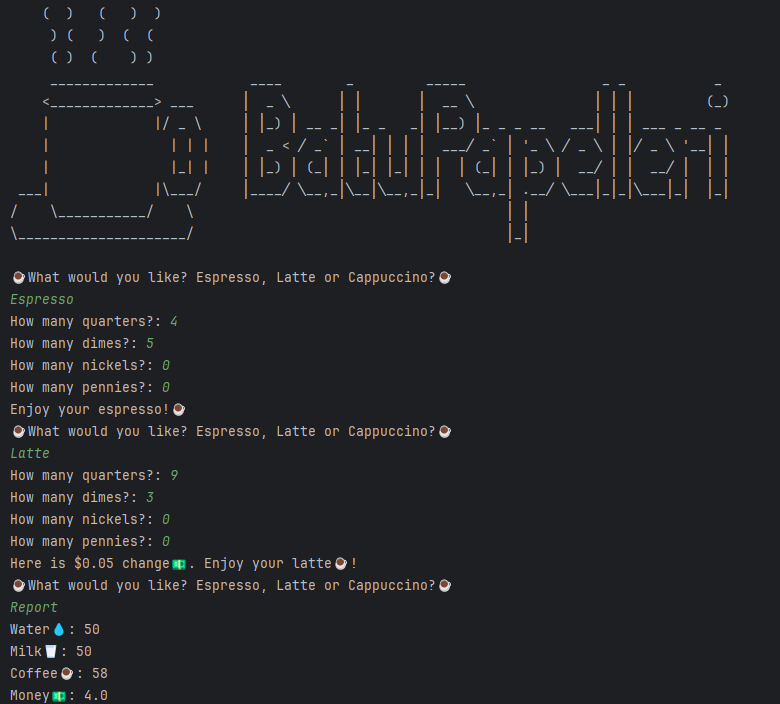 BatuPapelleri
☕What would you like? Espresso, Latte or Cappuccino?☕
Espresso
How many quarters?: 4
How many dimes?: 5
How many nickels?: 0
How many pennies?: 0
Enjoy your espresso!☕
☕What would you like? Espresso, Latte or Cappuccino?☕
Latte
How many quarters?: 9
How many dimes?: 3
How many nickels?: 0
How many pennies?: 0
Here is $0.05 change💵. Enjoy your latte☕!
☕What would you like? Espresso, Latte or Cappuccino?☕
Report
Water💧: 50
Milk🥛: 50
Coffee☕: 58
Money💵: 4.0